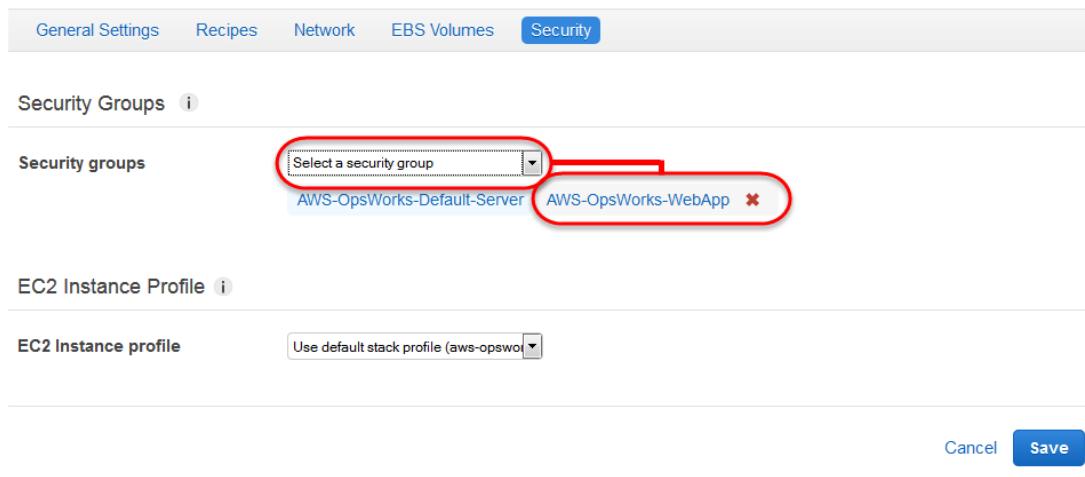 General Settings Recipes Network EBS Volumes Security
Security Groups i
Security groups Select a security group
AWS-OpsWorks-Default-Server AWS-OpsWorks-WebApp
EC2 Instance Profile i
EC2 Instance profile Use default stack profile (aws-opswor
Cancel Save